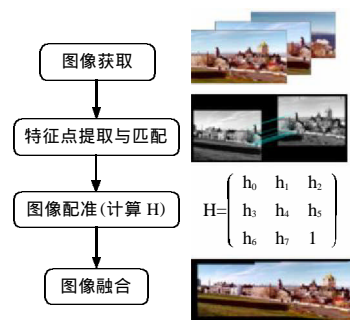 图像获取
特征点提取与匹配
图像配准(计算 H)
H=
h₀ h₁ h₂
h₃ h₄ h₅
h₆ h₇ 1
图像融合